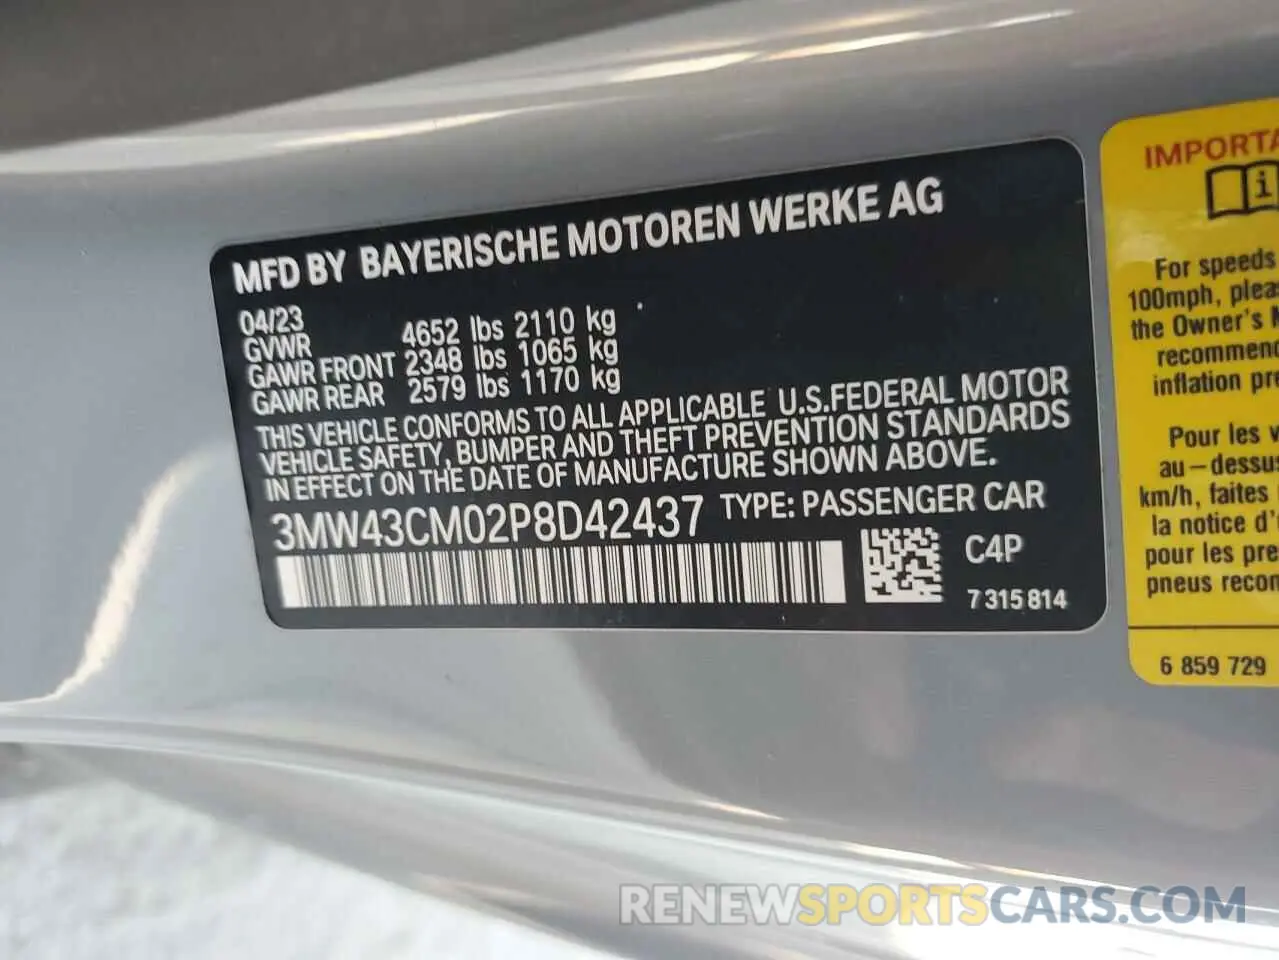 MFD BY BAYERISCHE MOTOREN WERKE AG
04/23
GVWR 4652 lbs 2110 kg
GAWR FRONT 2348 lbs 1065 kg
GAWR REAR 2579 lbs 1170 kg
THIS VEHICLE CONFORMS TO ALL APPLICABLE U.S.FEDERAL MOTOR
VEHICLE SAFETY, BUMPER AND THEFT PREVENTION STANDARDS
IN EFFECT ON THE DATE OF MANUFACTURE SHOWN ABOVE.
3MW43CM02P8D42437 TYPE: PASSENGER CAR
C4P
7 315 814
IMPORTA
For speeds
100mph, pleas
the Owner's
recommend
inflation pre
Pour les v
au-dessus
km/h, faites
la notice d'
pour les pre
pneus recom
6 859 729
RENEWSPORTSCARS.COM